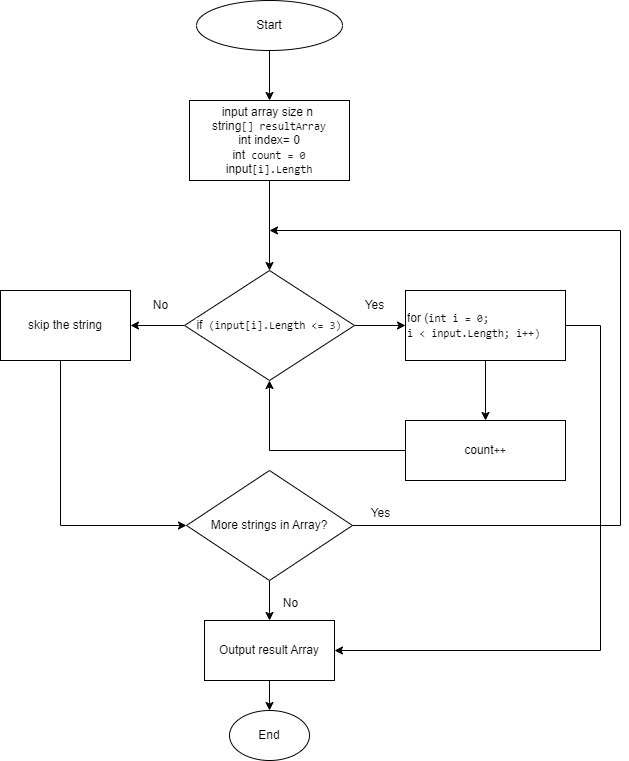 Start
input array size n
string[] resultArray
int index= 0
int count = 0
input[i].Length
No
Yes
skip the string
if (input[i].Length <= 3)
for (int i = 0;
i < input.Length; i++)
count++
More strings in Array?
Yes
No
Output result Array
End